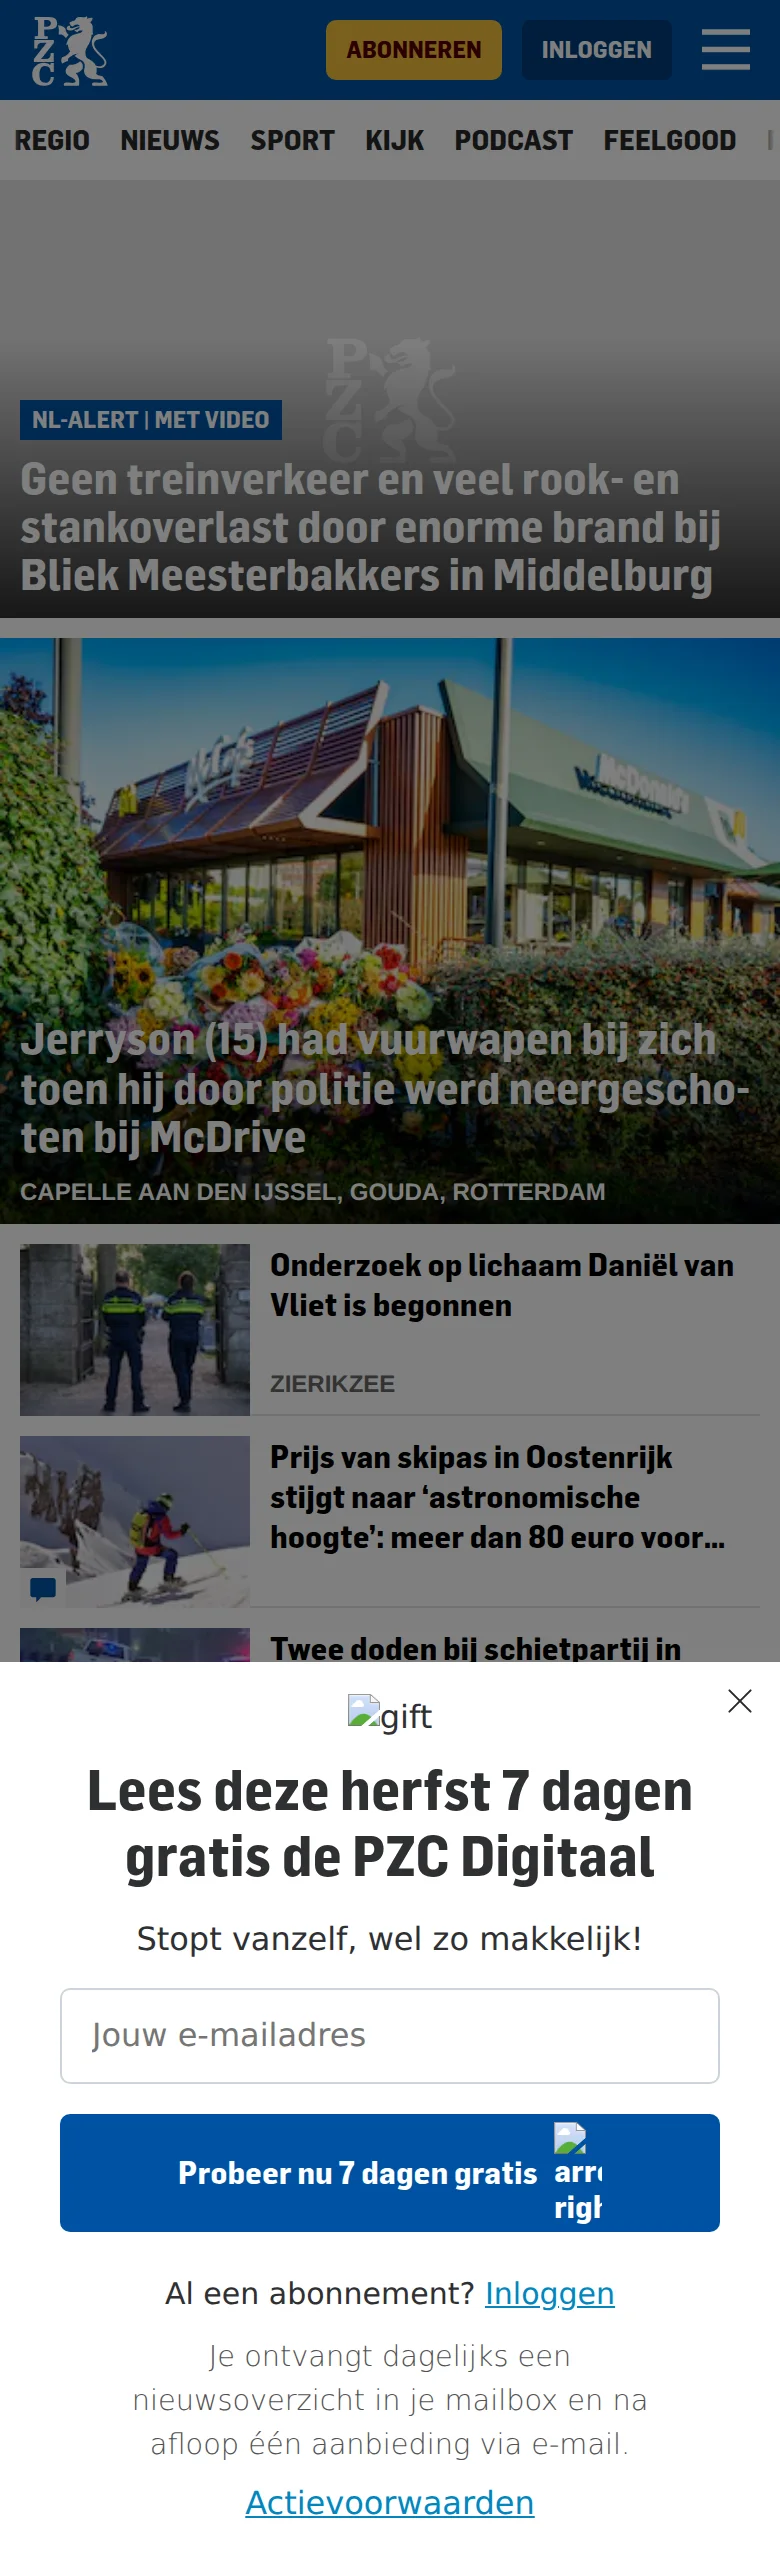 PZC
ABONNEREN
INLOGGEN
REGIO NIEUWS SPORT KIJK PODCAST FEELGOOD
PZC
NL-ALERT | MET VIDEO
Geen treinverkeer en veel rook- en
stankoverlast door enorme brand bij
Bliek Meesterbakkers in Middelburg
McDonald's
Jerryson (15) had vuurwapen bij zich
toen hij door politie werd neergescho-
ten bij McDrive
CAPELLE AAN DEN IJSSEL, GOUDA, ROTTERDAM
Onderzoek op lichaam Daniël van
Vliet is begonnen
ZIERIKZEE
Prijs van skipas in Oostenrijk
stijgt naar ‘astronomische
hoogte’: meer dan 80 euro voor...
Twee doden bij schietpartij in
gift
Lees deze herfst 7 dagen
gratis de PZC Digitaal
Stopt vanzelf, wel zo makkelijk!
Jouw e-mailadres
Probeer nu 7 dagen gratis
Al een abonnement? Inloggen
Je ontvangt dagelijks een
nieuwsoverzicht in je mailbox en na
afloop één aanbieding via e-mail.
Actievoorwaarden